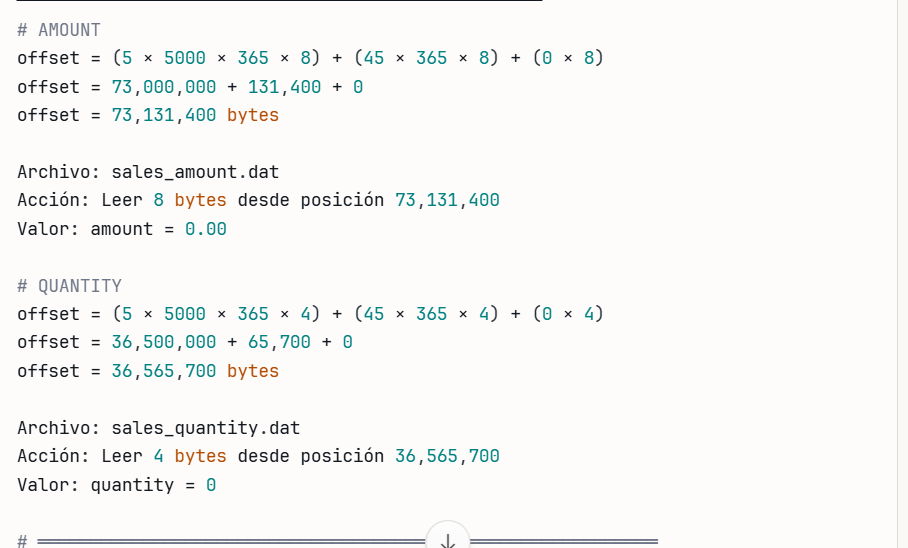 # AMOUNT
offset = (5 × 5000 × 365 × 8) + (45 × 365 × 8) + (0 × 8)
offset = 73,000,000 + 131,400 + 0
offset = 73,131,400 bytes
Archivo: sales_amount.dat
Acción: Leer 8 bytes desde posición 73,131,400
Valor: amount = 0.00
# QUANTITY
offset = (5 × 5000 × 365 × 4) + (45 × 365 × 4) + (0 × 4)
offset = 36,500,000 + 65,700 + 0
offset = 36,565,700 bytes
Archivo: sales_quantity.dat
Acción: Leer 4 bytes desde posición 36,565,700
Valor: quantity = 0
#